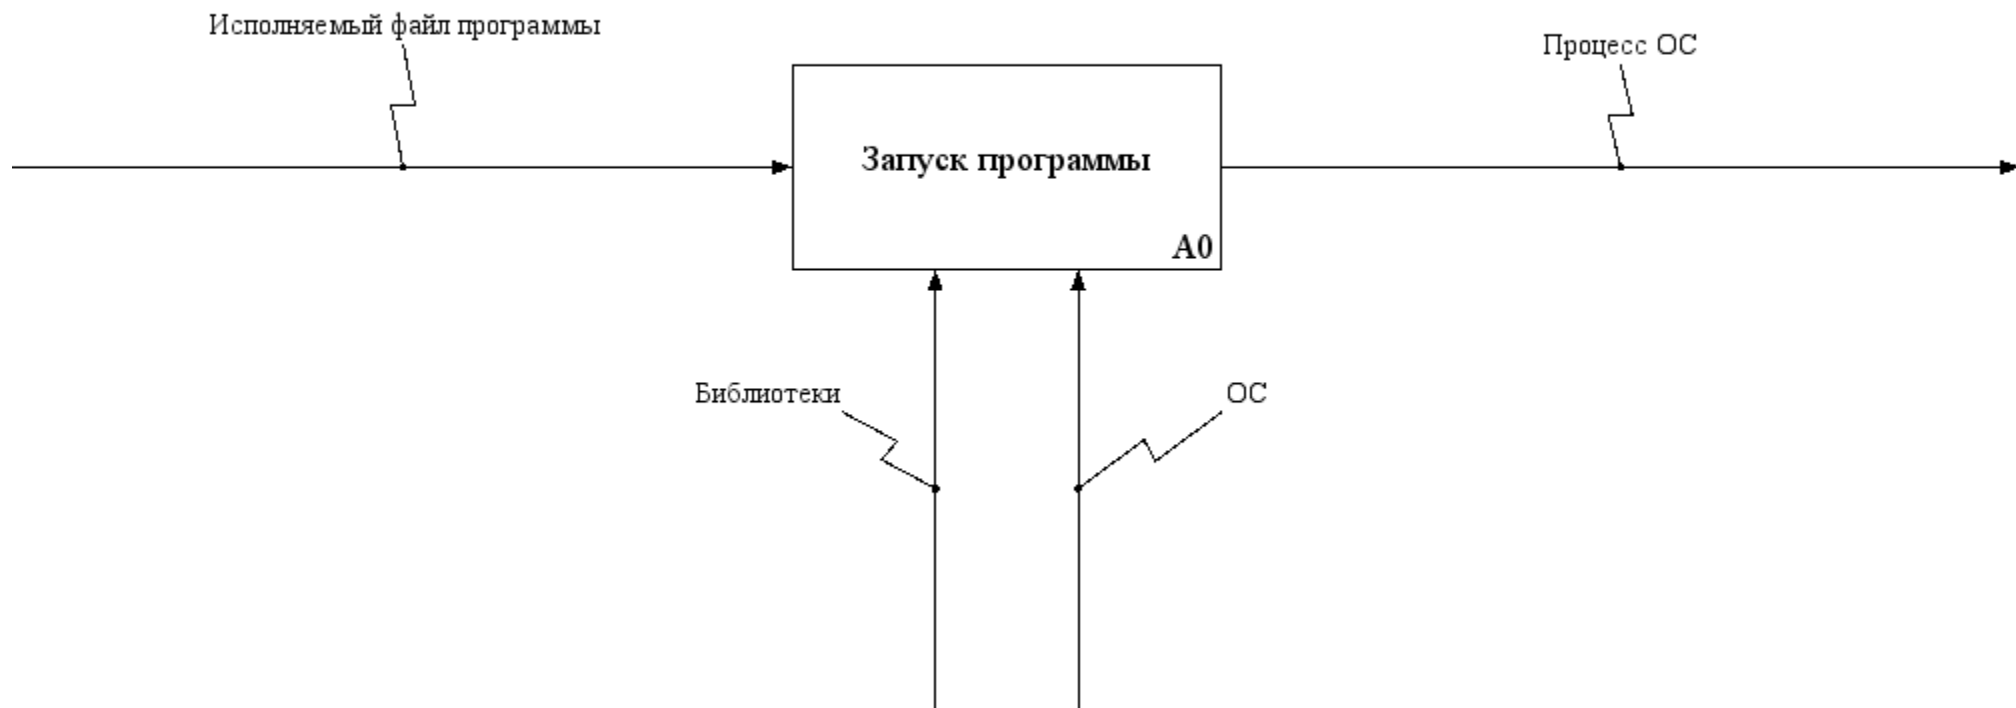 Исполняемый файл программы
Процесс ОС
Запуск программы
A0
Библиотеки
ОС